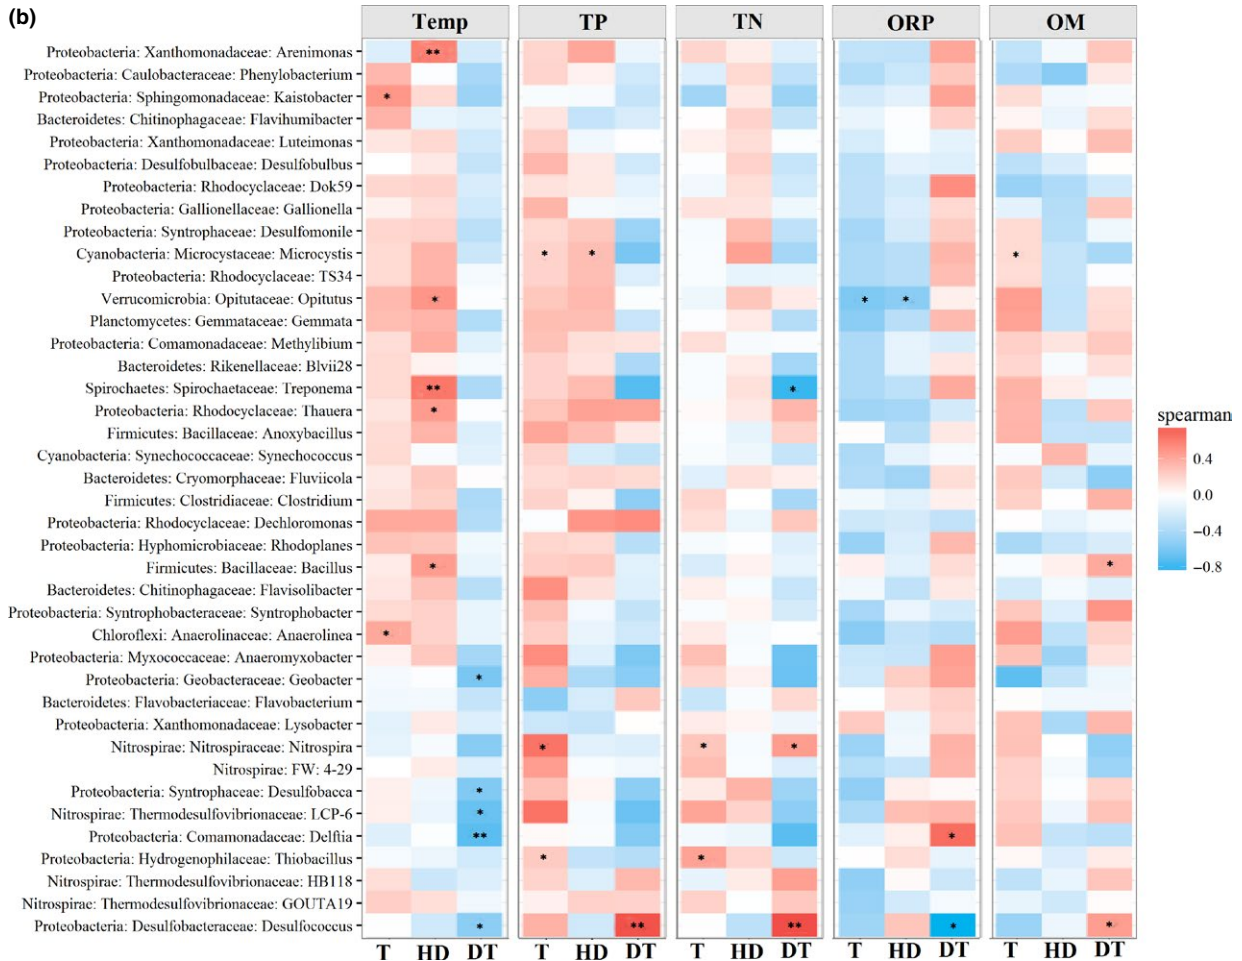 (b)
Temp TP TN ORP OM
Proteobacteria: Xanthomonadaceae: Arenimonas **
Proteobacteria: Caulobacteraceae: Phenylobacterium
Proteobacteria: Sphingomonadaceae: Kaistobacter *
Bacteroidetes: Chitinophagaceae: Flavihumibacter
Proteobacteria: Xanthomonadaceae: Luteimonas
Proteobacteria: Desulfobulbaceae: Desulfobulbus
Proteobacteria: Rhodocyclaceae: Dok59
Proteobacteria: Gallionellaceae: Gallionella
Proteobacteria: Syntrophaceae: Desulfomonile
Cyanobacteria: Microcystaceae: Microcystis * * *
Proteobacteria: Rhodocyclaceae: TS34
Verrucomicrobia: Opitutaceae: Opitutus * * *
Planctomycetes: Gemmataceae: Gemmata
Proteobacteria: Comamonadaceae: Methylibium
Bacteroidetes: Rikenellaceae: Blvii28
Spirochaetes: Spirochaetaceae: Treponema ** *
Proteobacteria: Rhodocyclaceae: Thauera *
Firmicutes: Bacillaceae: Anoxybacillus
Cyanobacteria: Synechococcaceae: Synechococcus
Bacteroidetes: Cryomorphaceae: Fluviicola
Firmicutes: Clostridiaceae: Clostridium
Proteobacteria: Rhodocyclaceae: Dechloromonas
Proteobacteria: Hyphomicrobiaceae: Rhodoplanes
Firmicutes: Bacillaceae: Bacillus * *
Bacteroidetes: Chitinophagaceae: Flavisolibacter
Proteobacteria: Syntrophobacteraceae: Syntrophobacter
Chloroflexi: Anaerolinaceae: Anaerolinea *
Proteobacteria: Myxococcaceae: Anaeromyxobacter
Proteobacteria: Geobacteraceae: Geobacter *
Bacteroidetes: Flavobacteriaceae: Flavobacterium
Proteobacteria: Xanthomonadaceae: Lysobacter
Nitrospirae: Nitrospiraceae: Nitrospira * * *
Nitrospirae: FW: 4-29
Proteobacteria: Syntrophaceae: Desulfobacca *
Nitrospirae: Thermodesulfovibrionaceae: LCP-6 *
Proteobacteria: Comamonadaceae: Delftia ** *
Proteobacteria: Hydrogenophilaceae: Thiobacillus * *
Nitrospirae: Thermodesulfovibrionaceae: HB118
Nitrospirae: Thermodesulfovibrionaceae: GOUTA19
Proteobacteria: Desulfobacteraceae: Desulfococcus * ** ** * *
T HD DT T HD DT T HD DT T HD DT T HD DT
spearman
0.4
0.0
−0.4
−0.8